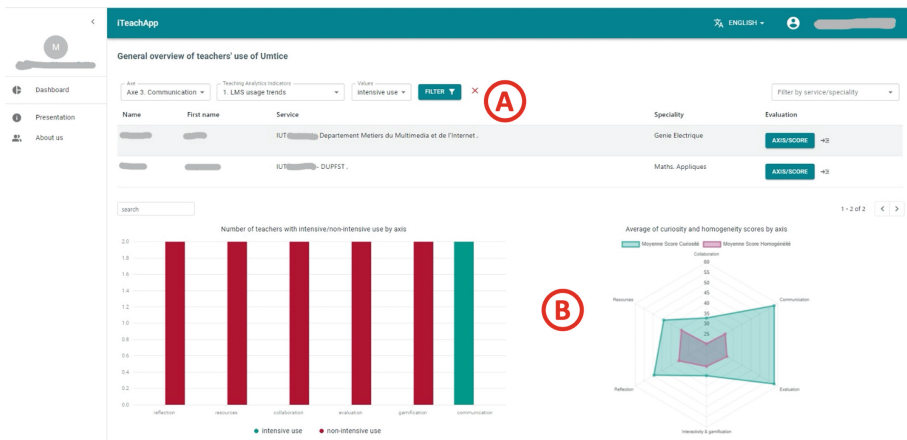 iTeachApp
ENGLISH
M
General overview of teachers' use of Umtice
Dashboard
Presentation
About us
Axe
Axe 3. Communication
Teaching Analytics Indicators
1. LMS usage trends
Values
intensive use
FILTER
A
Filter by service/speciality
Name First name Service Speciality Evaluation
IUT Departement Metiers du Multimedia et de l'Internet , Genie Electrique AXIS/SCORE
IUT - DUPFST , Maths. Appliques AXIS/SCORE
search
1 - 2 of 2
Number of teachers with intensive/non-intensive use by axis
2.0
1.8
1.6
1.4
1.2
1.0
0.8
0.6
0.4
0.2
0.0
reflection resources collaboration evaluation gamification communication
intensive use non-intensive use
B
Average of curiosity and homogeneity scores by axis
Moyenne Score Curiosité Moyenne Score Homogénéité
Collaboration
60
55
50
45
40
35
30
25
Resources
Communication
Reflection
Evaluation
Interactivity & gamification